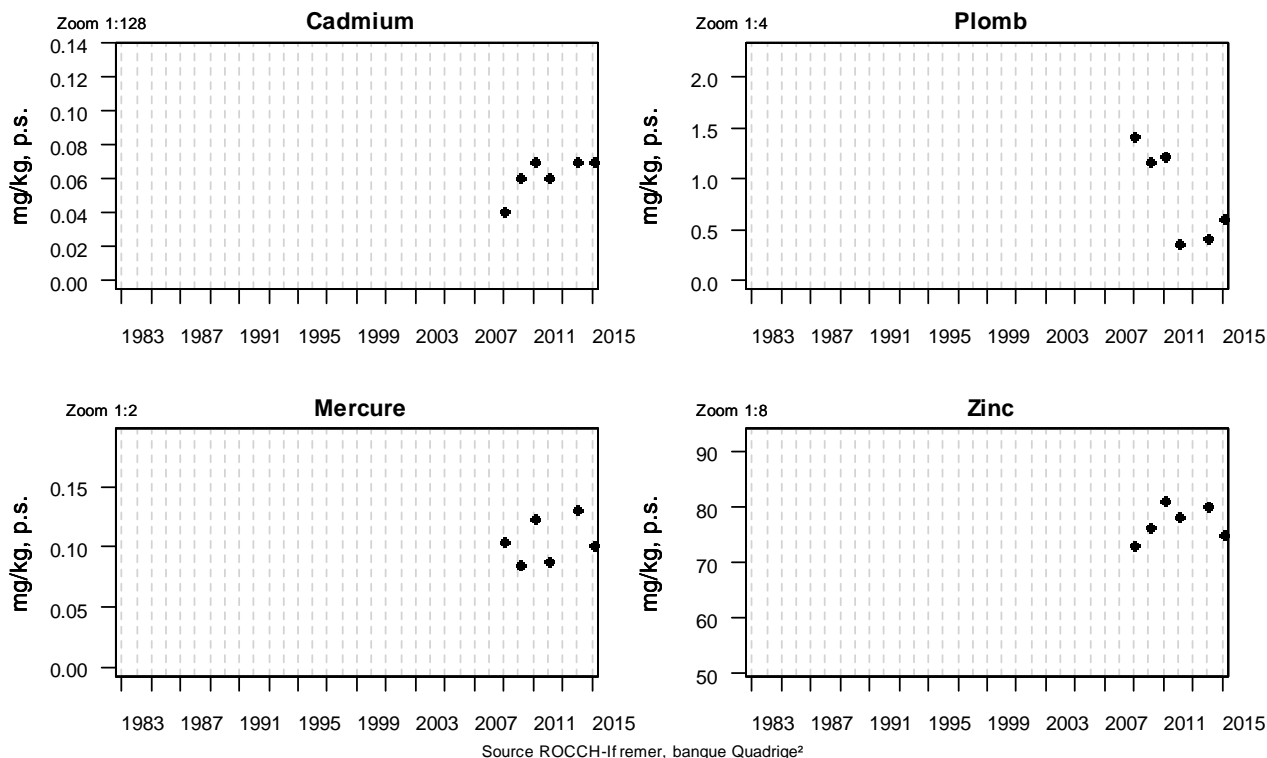 Zoom 1:128
Cadmium
mg/kg, p.s.
0.14
0.12
0.10
0.08
0.06
0.04
0.02
0.00
1983 1987 1991 1995 1999 2003 2007 2011 2015
Zoom 1:4
Plomb
mg/kg, p.s.
2.0
1.5
1.0
0.5
0.0
1983 1987 1991 1995 1999 2003 2007 2011 2015
Zoom 1:2
Mercure
mg/kg, p.s.
0.15
0.10
0.05
0.00
1983 1987 1991 1995 1999 2003 2007 2011 2015
Zoom 1:8
Zinc
mg/kg, p.s.
90
80
70
60
50
1983 1987 1991 1995 1999 2003 2007 2011 2015
Source ROCCH-Ifremer, banque Quadrige²